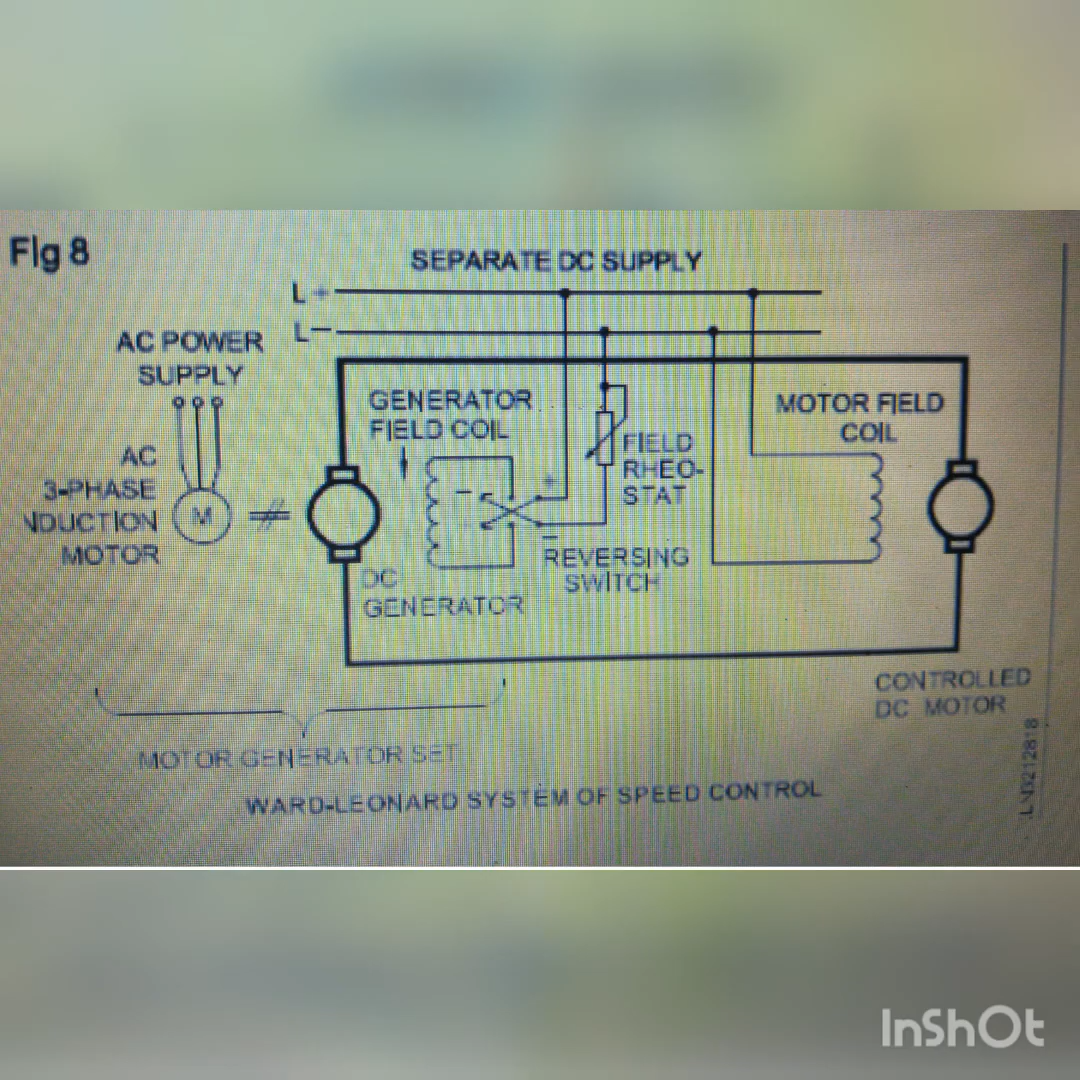 Fig 8
SEPARATE DC SUPPLY
L +
L−
AC POWER
SUPPLY
GENERATOR
FIELD COIL
MOTOR FIELD
COIL
AC
3-PHASE
NDUCTION
MOTOR
M
FIELD
RHEO-
STAT
−
+
−
−
REVERSING
SWITCH
DC
GENERATOR
CONTROLLED
DC MOTOR
MOTOR GENERATOR SET
WARD-LEONARD SYSTEM OF SPEED CONTROL
InShOt